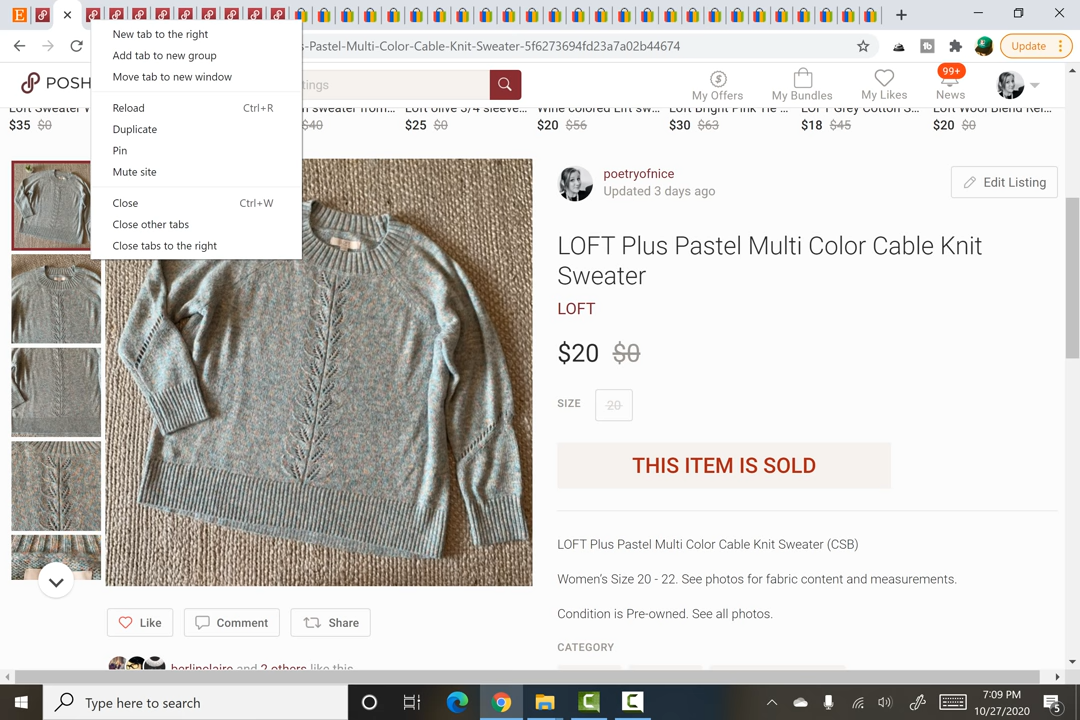 E
s-Pastel-Multi-Color-Cable-Knit-Sweater-5f6273694fd23a7a02b44674
Update
New tab to the right
Add tab to new group
Move tab to new window
Reload Ctrl+R
Duplicate
Pin
Mute site
Close Ctrl+W
Close other tabs
Close tabs to the right
POSH
tings
My Offers
My Bundles
My Likes
99+
News
$35 $0
$40
$25 $0
$20 $56
$30 $63
$18 $45
$20 $0
poetryofnice
Updated 3 days ago
Edit Listing
LOFT Plus Pastel Multi Color Cable Knit
Sweater
LOFT
$20 $0
SIZE 20
THIS ITEM IS SOLD
LOFT Plus Pastel Multi Color Cable Knit Sweater (CSB)
Women's Size 20 - 22. See photos for fabric content and measurements.
Condition is Pre-owned. See all photos.
CATEGORY
Like
Comment
Share
berlinclaire and 2 others like this
Type here to search
7:09 PM
10/27/2020
5